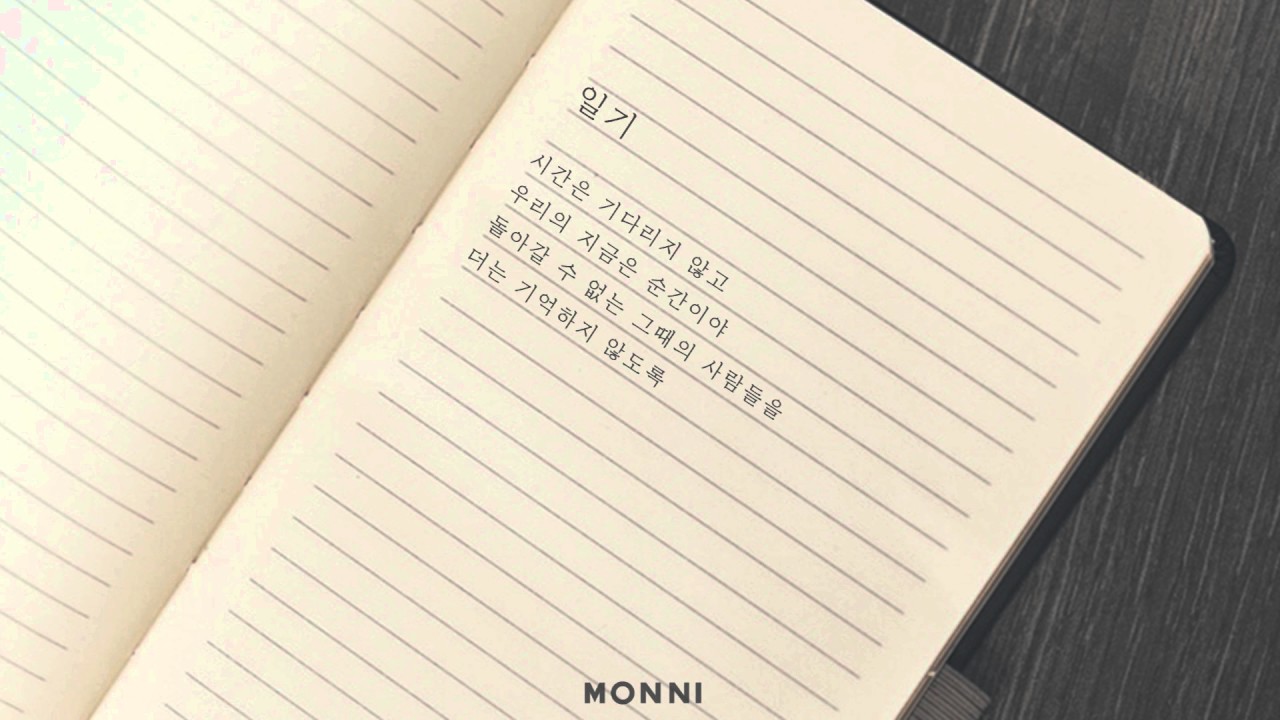 일기
시간은 기다리지 않고
우리의 지금은 순간이야
돌아갈 수 없는 그때의 사람들을
더는 기억하지 않도록
MONNI